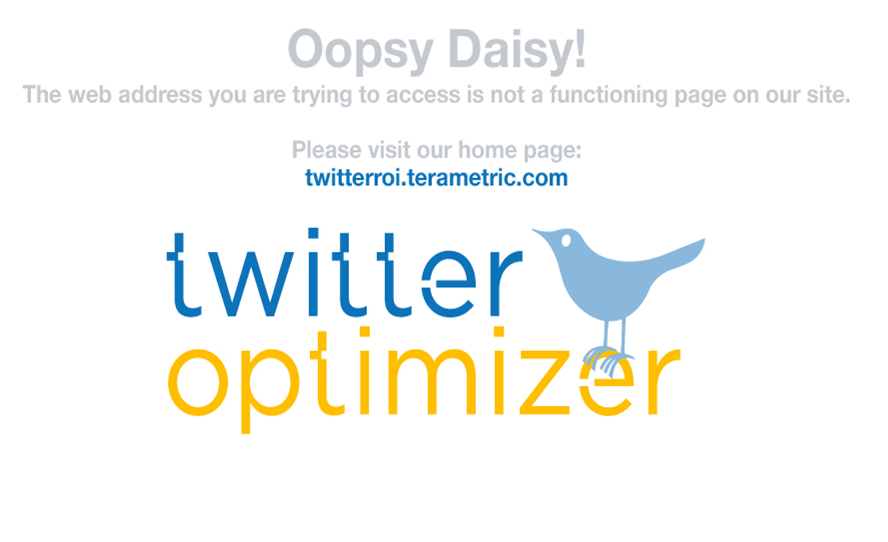 Oopsy Daisy!
The web address you are trying to access is not a functioning page on our site.
Please visit our home page:
twitterroi.terametric.com
twitter
optimizer